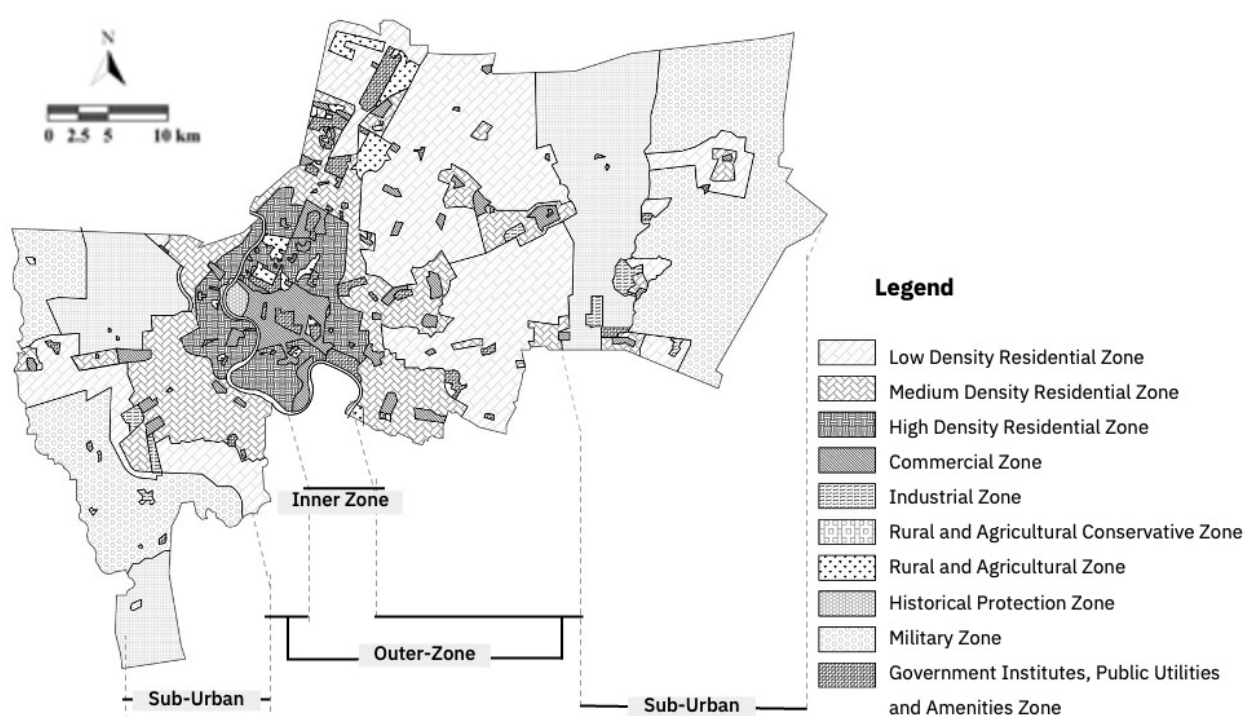 N
0 2.5 5 10 km
Legend
Low Density Residential Zone
Medium Density Residential Zone
High Density Residential Zone
Commercial Zone
Industrial Zone
Rural and Agricultural Conservative Zone
Rural and Agricultural Zone
Historical Protection Zone
Military Zone
Government Institutes, Public Utilities
and Amenities Zone
Inner Zone
Outer-Zone
Sub-Urban
Sub-Urban